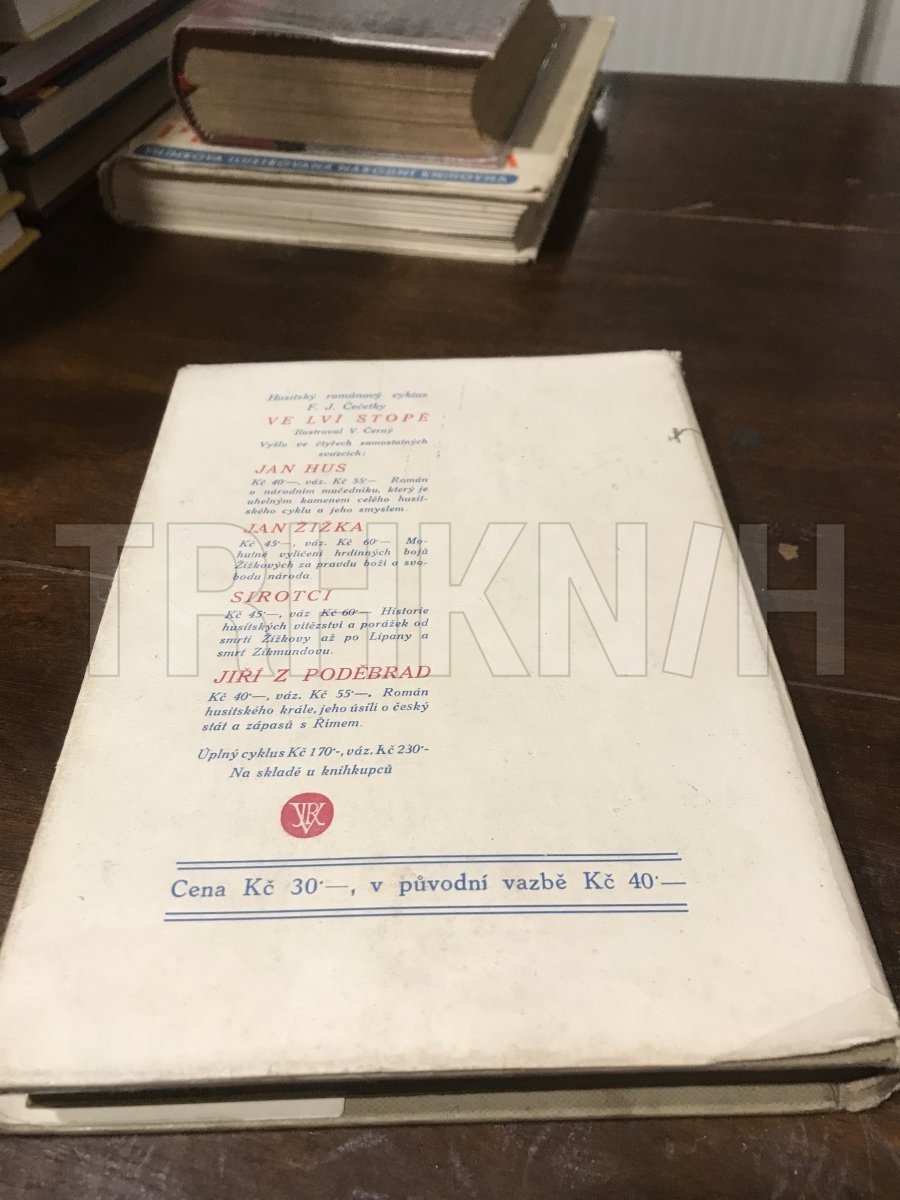 Husitský románový cyklus
F. J. Čečetky
VE LVÍ STOPĚ
Ilustroval V. Černý
Vyšlo ve čtyřech samostatných
svazcích:
JAN HUS
Kč 40·—, váz. Kč 55·— Román
o národním mučedníku, který je
uhelným kamenem celého husit-
ského cyklu a jeho smyslem
JAN ŽIŽKA
Kč 45·—, váz. Kč 60·— Mo-
hutné vylíčení hrdinných bojů
Žižkových za pravdu boží a svo-
bodu národa
SIROTCI
Kč 45·—, váz Kč 60·— Historie
husitských vítězství a porážek od
smrti Žižkovy až po Lipany a
smrt Zikmundovu.
JIŘÍ Z PODĚBRAD
Kč 40·—, váz. Kč 55·—. Román
husitského krále, jeho úsilí o český
stát a zápasů s Římem.
Úplný cyklus Kč 170·-, váz. Kč 230·-
Na skladě u knihkupců
Cena Kč 30·—, v původní vazbě Kč 40·—
TRHKNIH